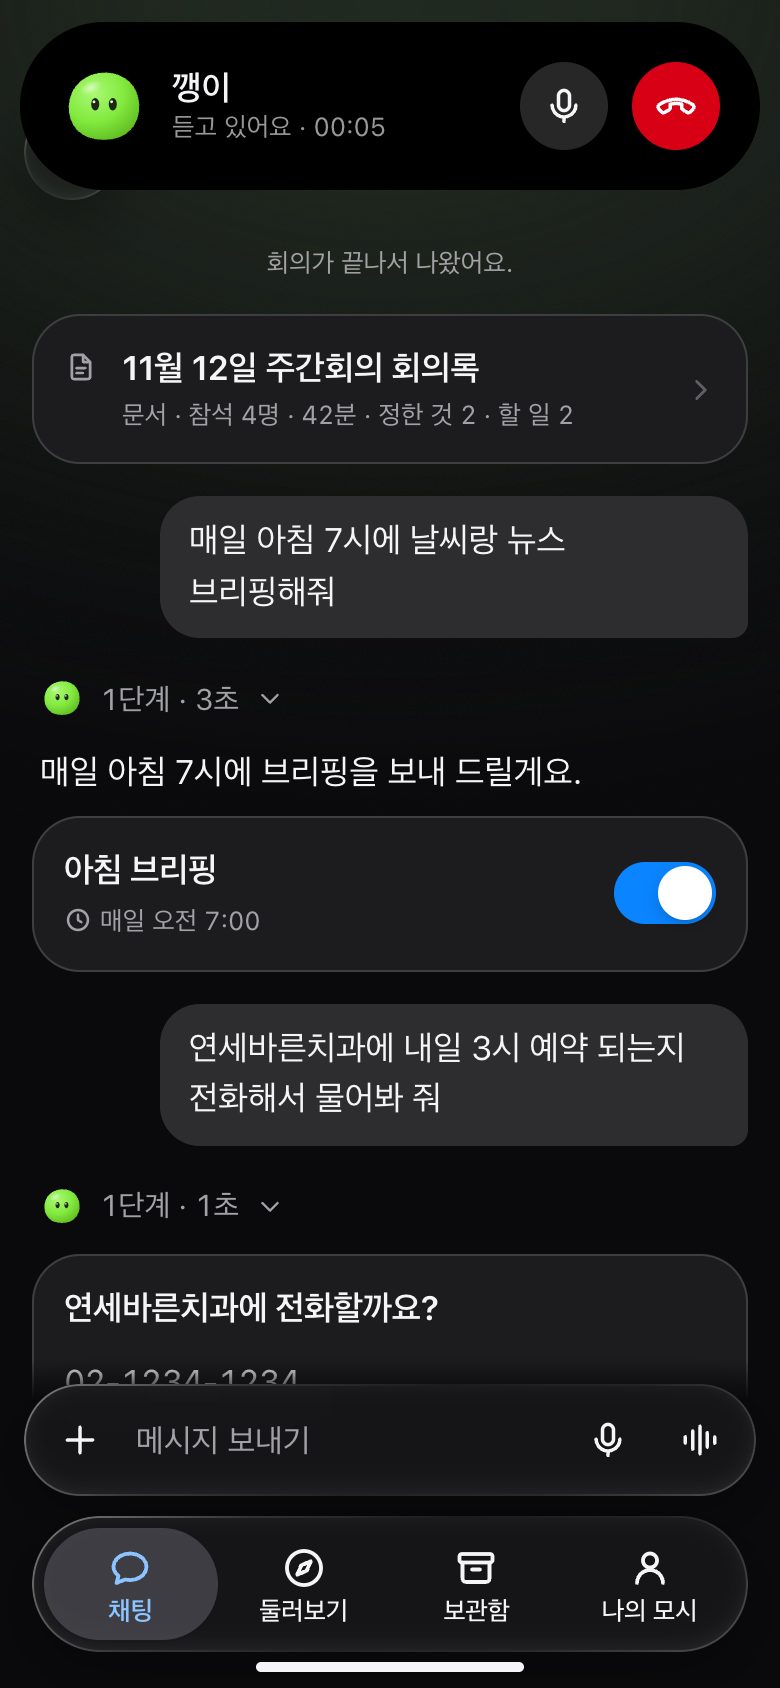 깽이
듣고 있어요 · 00:05
회의가 끝나서 나왔어요.
11월 12일 주간회의 회의록
문서 · 참석 4명 · 42분 · 정한 것 2 · 할 일 2
매일 아침 7시에 날씨랑 뉴스
브리핑해줘
1단계 · 3초
매일 아침 7시에 브리핑을 보내 드릴게요.
아침 브리핑
매일 오전 7:00
연세바른치과에 내일 3시 예약 되는지
전화해서 물어봐 줘
1단계 · 1초
연세바른치과에 전화할까요?
02-1234-1234
메시지 보내기
채팅
둘러보기
보관함
나의 모시